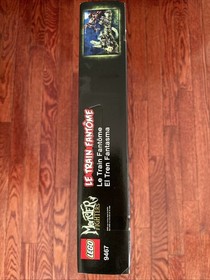 LE TRAIN FANTÔME
Le Train Fantôme
El Tren Fantasma
LEGO
MONSTER
FIGHTERS
9467